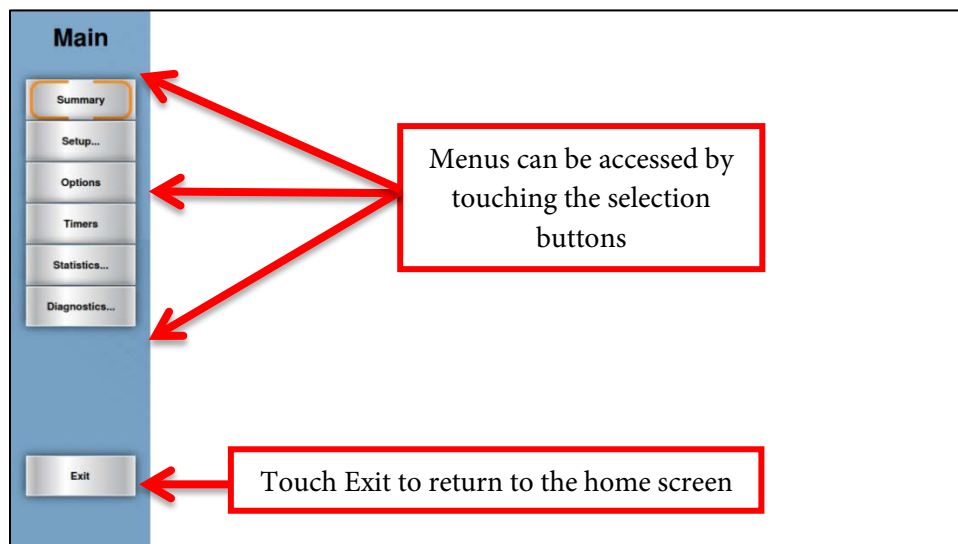 Main
Summary
Setup...
Options
Timers
Statistics...
Diagnostics...
Exit
Menus can be accessed by
touching the selection
buttons
Touch Exit to return to the home screen